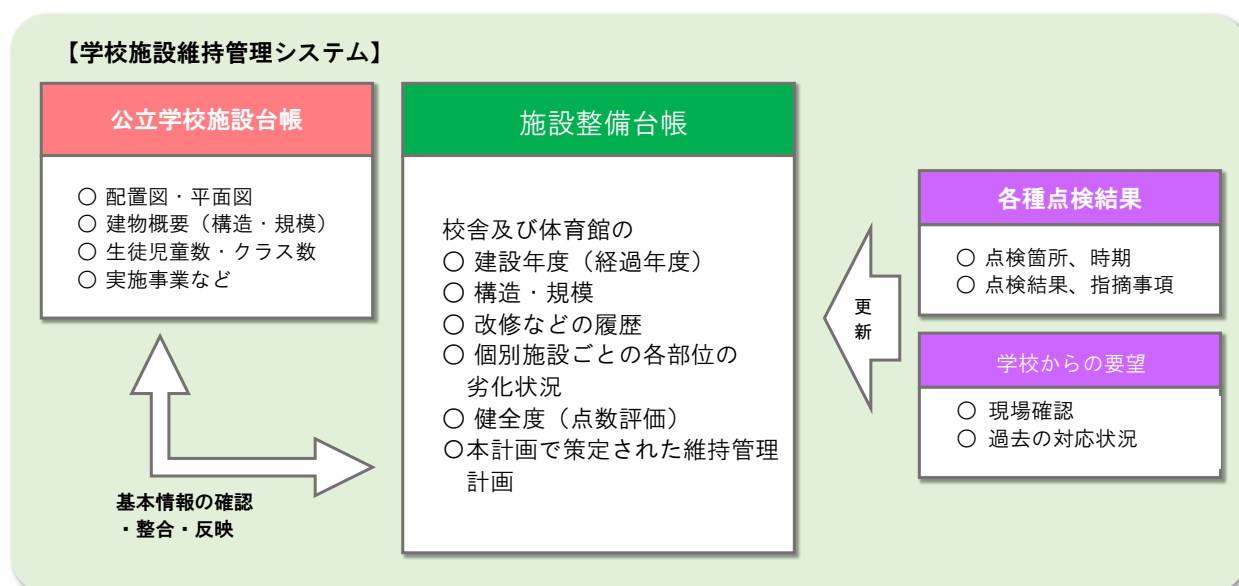 【学校施設維持管理システム】
公立学校施設台帳
〇 配置図・平面図
〇 建物概要（構造・規模）
〇 生徒児童数・クラス数
〇 実施事業など
基本情報の確認
・整合・反映
施設整備台帳
校舎及び体育館の
〇 建設年度（経過年度）
〇 構造・規模
〇 改修などの履歴
〇 個別施設ごとの各部位の
劣化状況
〇 健全度（点数評価）
〇本計画で策定された維持管理
計画
更
新
各種点検結果
〇 点検箇所、時期
〇 点検結果、指摘事項
学校からの要望
〇 現場確認
〇 過去の対応状況